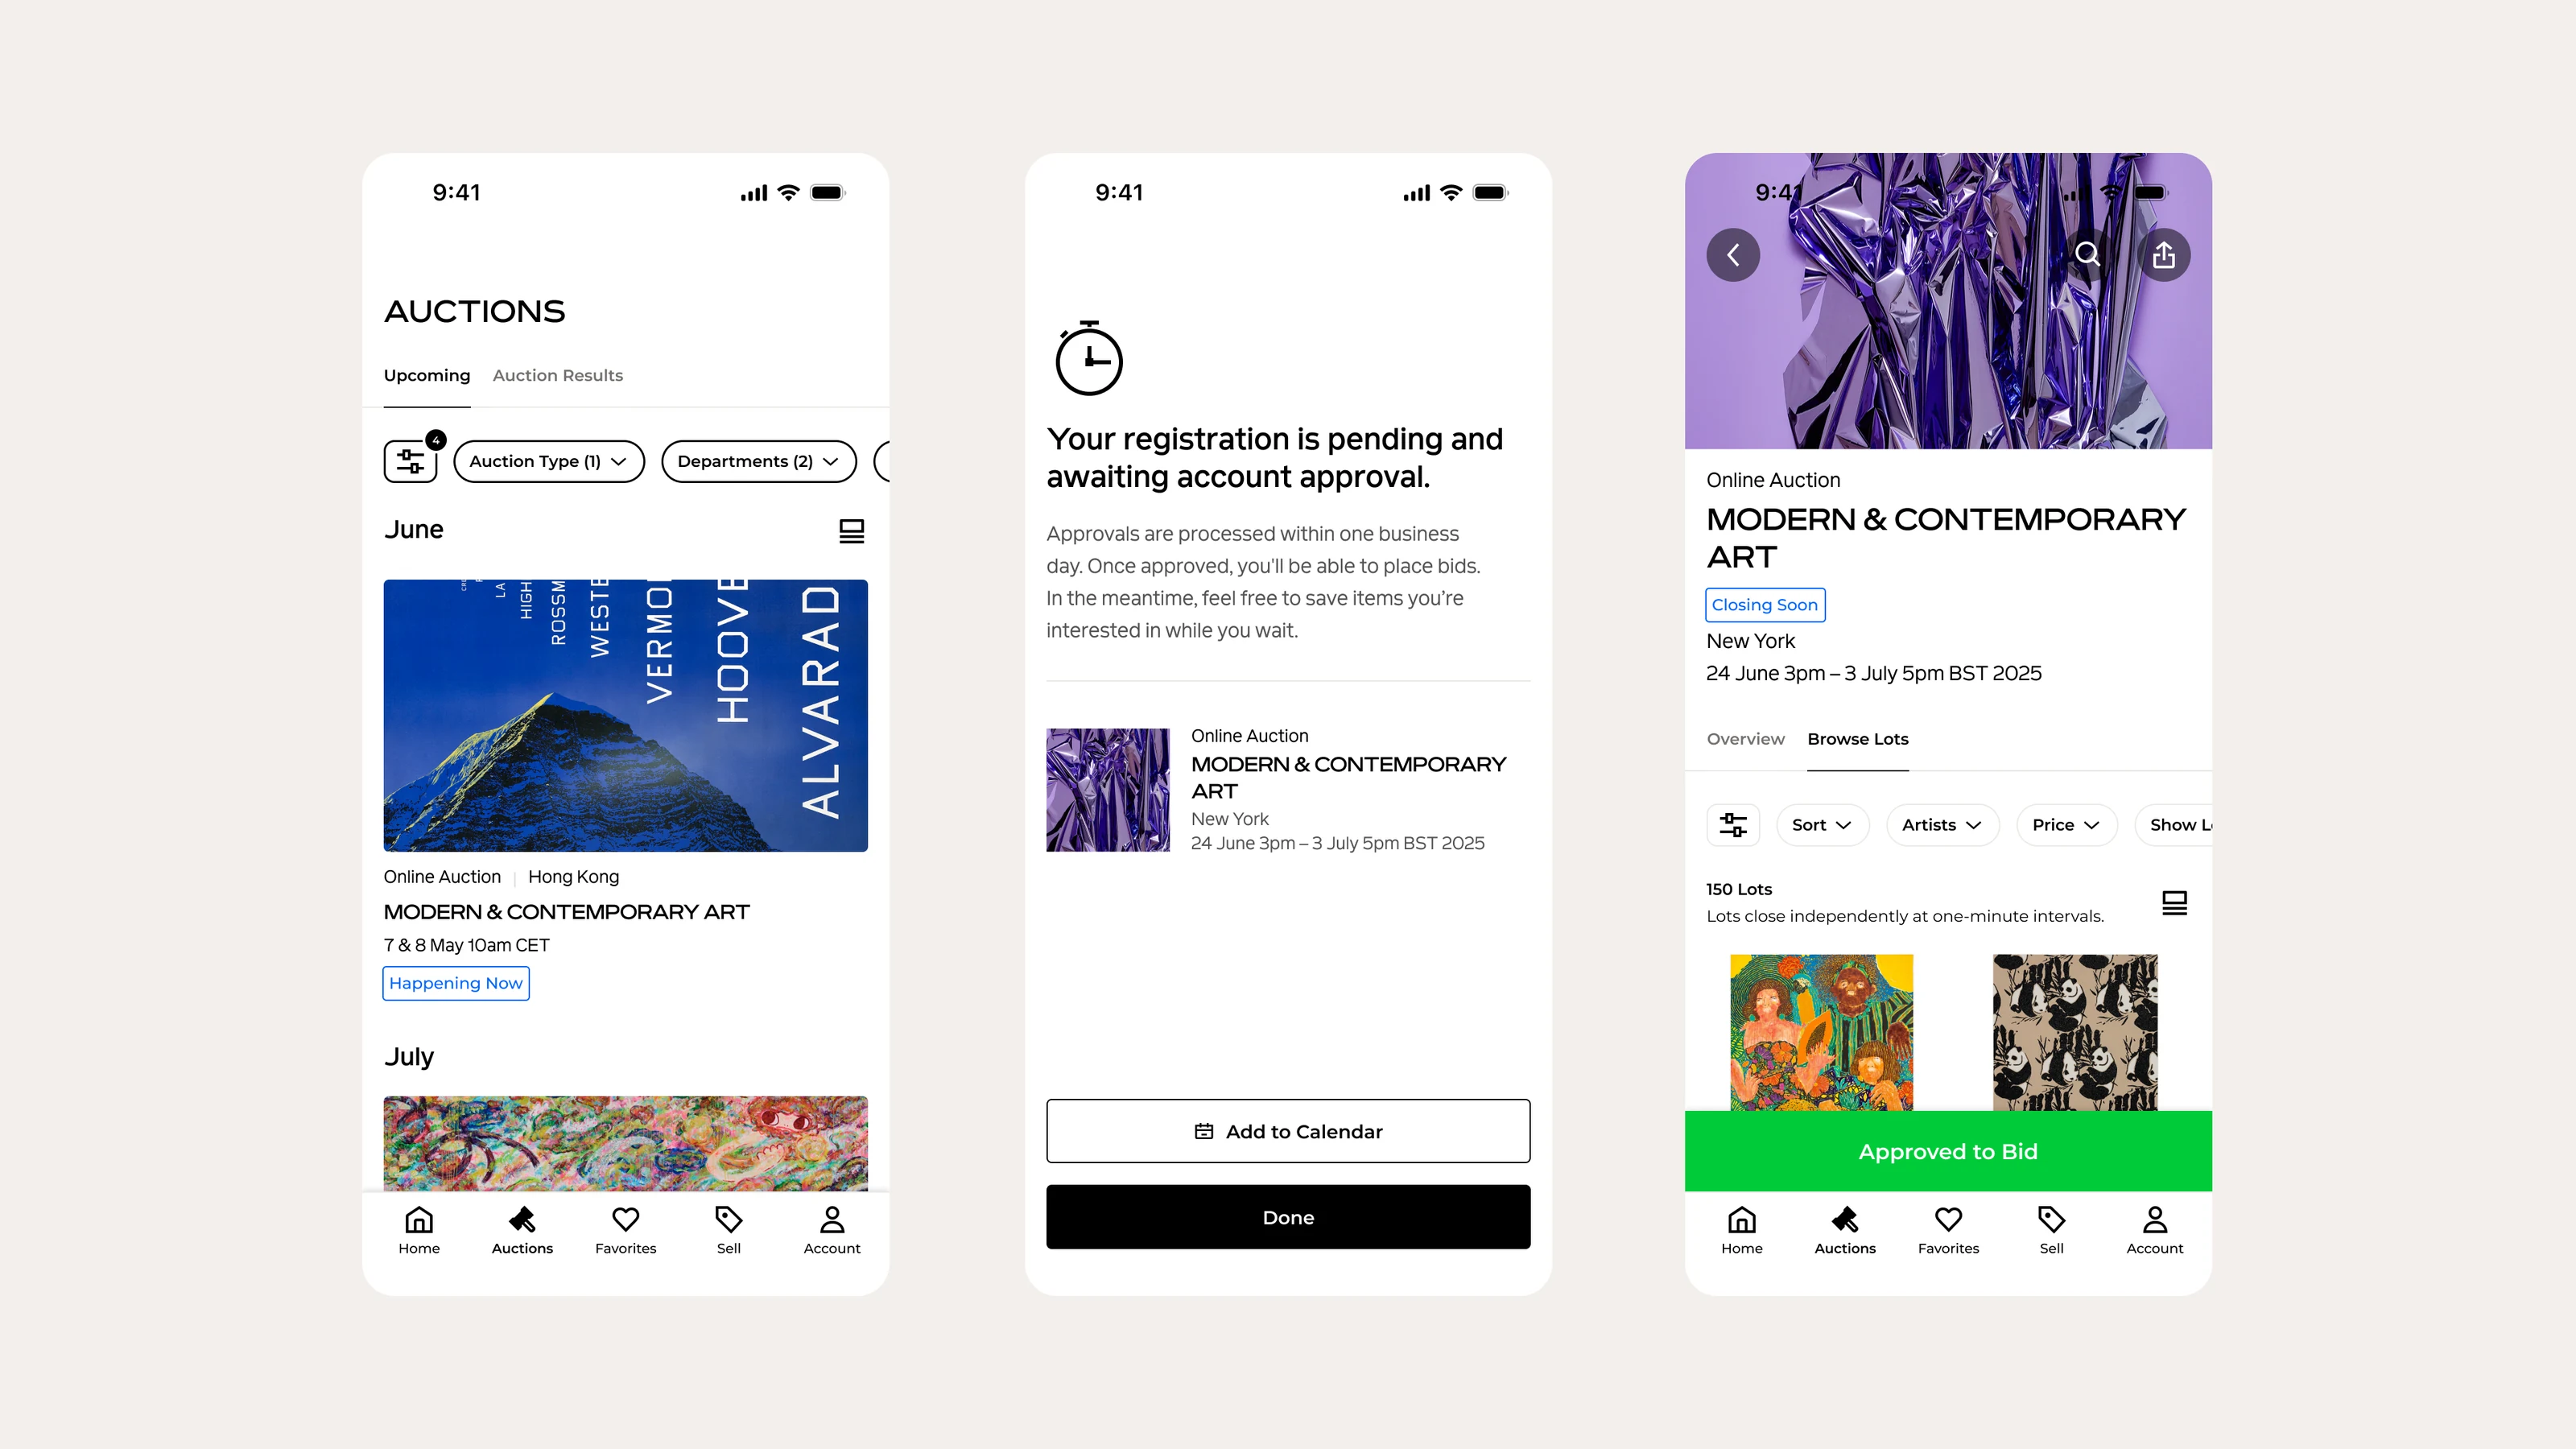 9:41
AUCTIONS
Upcoming Auction Results
4
Auction Type (1) Departments (2)
June
LA
HIGH
ROSSM
WESTE
VERMO
HOOVE
ALVARAD
Online Auction | Hong Kong
MODERN & CONTEMPORARY ART
7 & 8 May 10am CET
Happening Now
July
Home Auctions Favorites Sell Account
9:41
Your registration is pending and
awaiting account approval.
Approvals are processed within one business
day. Once approved, you'll be able to place bids.
In the meantime, feel free to save items you’re
interested in while you wait.
Online Auction
MODERN & CONTEMPORARY
ART
New York
24 June 3pm – 3 July 5pm BST 2025
Add to Calendar
Done
9:41
Online Auction
MODERN & CONTEMPORARY
ART
Closing Soon
New York
24 June 3pm – 3 July 5pm BST 2025
Overview Browse Lots
Sort Artists Price Show L
150 Lots
Lots close independently at one-minute intervals.
Approved to Bid
Home Auctions Favorites Sell Account